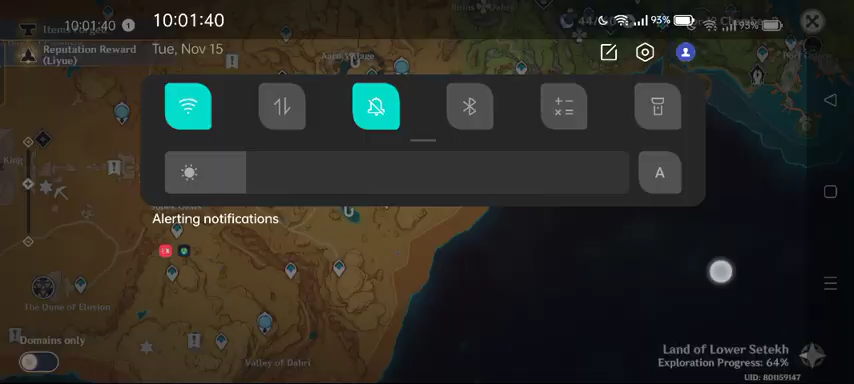 10:01:40 1
10:01:40
93%
93%
Tue, Nov 15
Reputation Reward
(Liyue)
A
Alerting notifications
The Dune of Elusion
Domains only
Valley of Dahri
Land of Lower Setekh
Exploration Progress: 64%
UID: 801159147